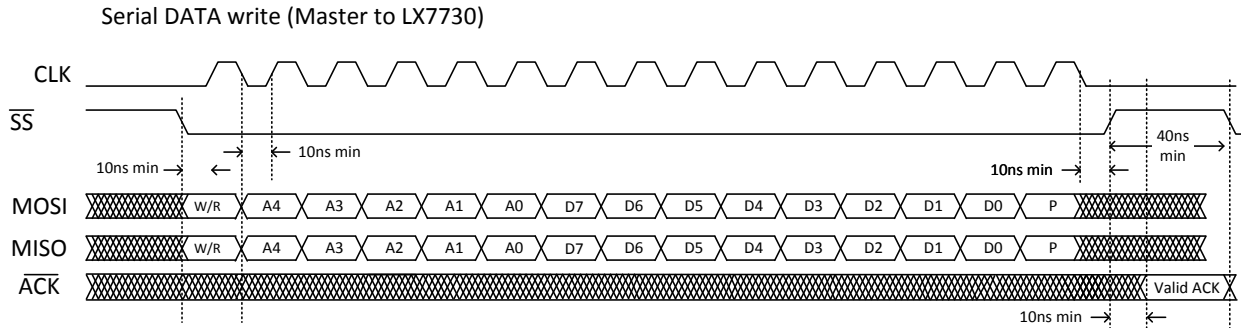 Serial DATA write (Master to LX7730)
CLK
SS
10ns min
10ns min
10ns min
40ns
min
MOSI W/R A4 A3 A2 A1 A0 D7 D6 D5 D4 D3 D2 D1 D0 P
MISO W/R A4 A3 A2 A1 A0 D7 D6 D5 D4 D3 D2 D1 D0 P
ACK Valid ACK
10ns min